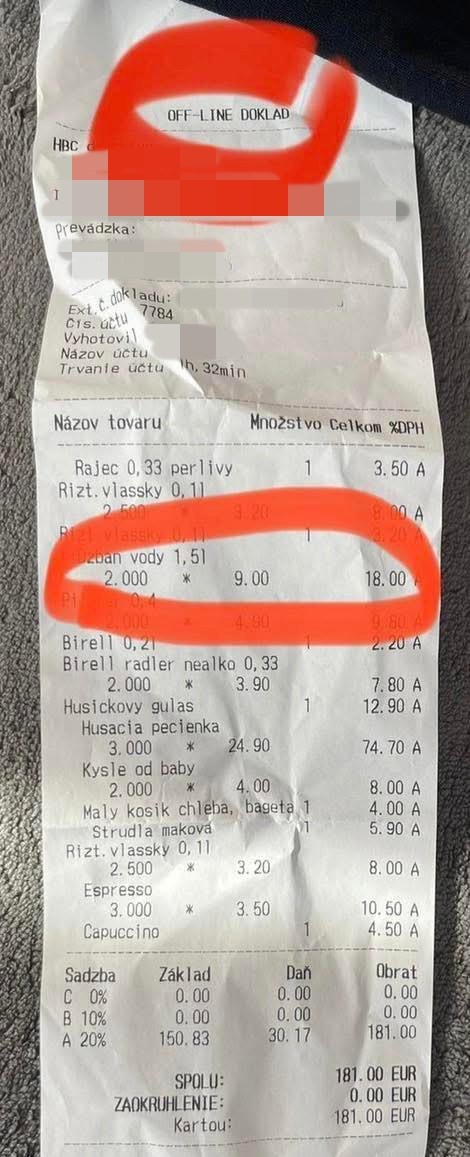 OFF-LINE DOKLAD
HBC
Prevádzka:
Ext.č.dokladu:
Čís. účtu 7784
Vyhotovil
Názov účtu
Trvanie účtu 1h, 32min
Názov tovaru Množstvo Celkom %DPH
Rajec 0,33 perlivy 1 3.50 A
Rizt.vlassky 0,1l
2.500 * 3.20 8.00 A
Rizt vlassky 0,1l 1 3.20 A
Dzban vody 1,5l
2.000 * 9.00 18.00 A
0,4
2.000 * 4.90 9.80 A
Birell 0,2l 1 2.20 A
Birell radler nealko 0,33
2.000 * 3.90 7.80 A
Husickovy gulas 1 12.90 A
Husacia pecienka
3.000 * 24.90 74.70 A
Kysle od baby
2.000 * 4.00 8.00 A
Maly kosik chleba, bageta 1 4.00 A
Strudla maková 1 5.90 A
Rizt.vlassky 0,1l
2.500 * 3.20 8.00 A
Espresso
3.000 * 3.50 10.50 A
Capuccino 1 4.50 A
Sadzba Základ Daň Obrat
C 0% 0.00 0.00 0.00
B 10% 0.00 0.00 0.00
A 20% 150.83 30.17 181.00
SPOLU: 181.00 EUR
ZAOKRUHLENIE: 0.00 EUR
Kartou: 181.00 EUR